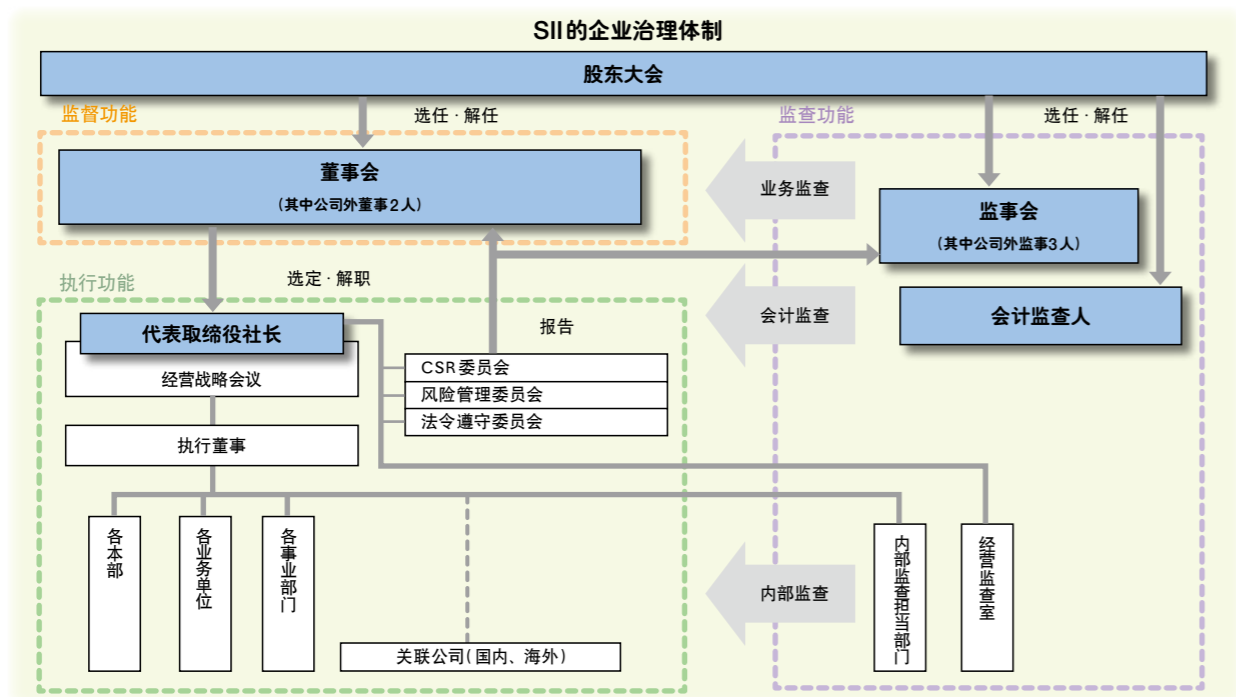 SII的企业治理体制
股东大会
监督功能
选任·解任
监查功能
选任·解任
董事会
(其中公司外董事2人)
业务监查
监事会
(其中公司外监事3人)
执行功能
选定·解职
会计监查
会计监查人
代表取缔役社长
报告
经营战略会议
CSR委员会
风险管理委员会
法令遵守委员会
执行董事
各本部
各业务单位
各事业部门
内部监查
内部监查担当部门
经营监查室
关联公司(国内、海外)